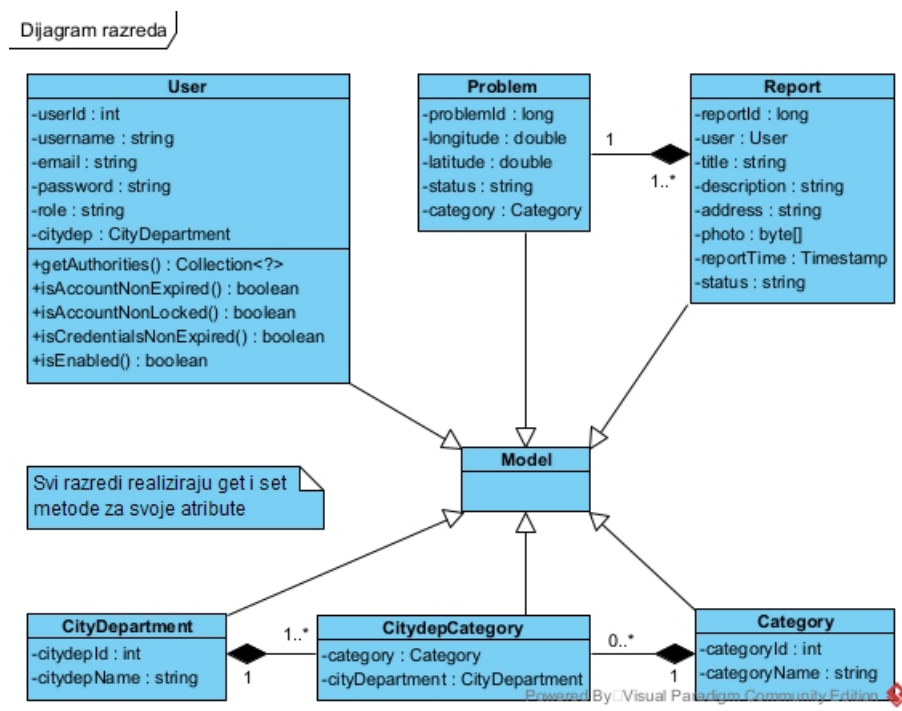 Dijagram razreda
User
-userId : int
-username : string
-email : string
-password : string
-role : string
-citydep : CityDepartment
+getAuthorities() : Collection<?>
+isAccountNonExpired() : boolean
+isAccountNonLocked() : boolean
+isCredentialsNonExpired() : boolean
+isEnabled() : boolean
Problem
-problemId : long
-longitude : double
-latitude : double
-status : string
-category : Category
1
1..*
Report
-reportId : long
-user : User
-title : string
-description : string
-address : string
-photo : byte[]
-reportTime : Timestamp
-status : string
Model
Svi razredi realiziraju get i set
metode za svoje atribute
CityDepartment
-citydepId : int
-citydepName : string
1..*
1
CitydepCategory
-category : Category
-cityDepartment : CityDepartment
0..*
1
Category
-categoryId : int
-categoryName : string
Powered By Visual Paradigm Community Edition